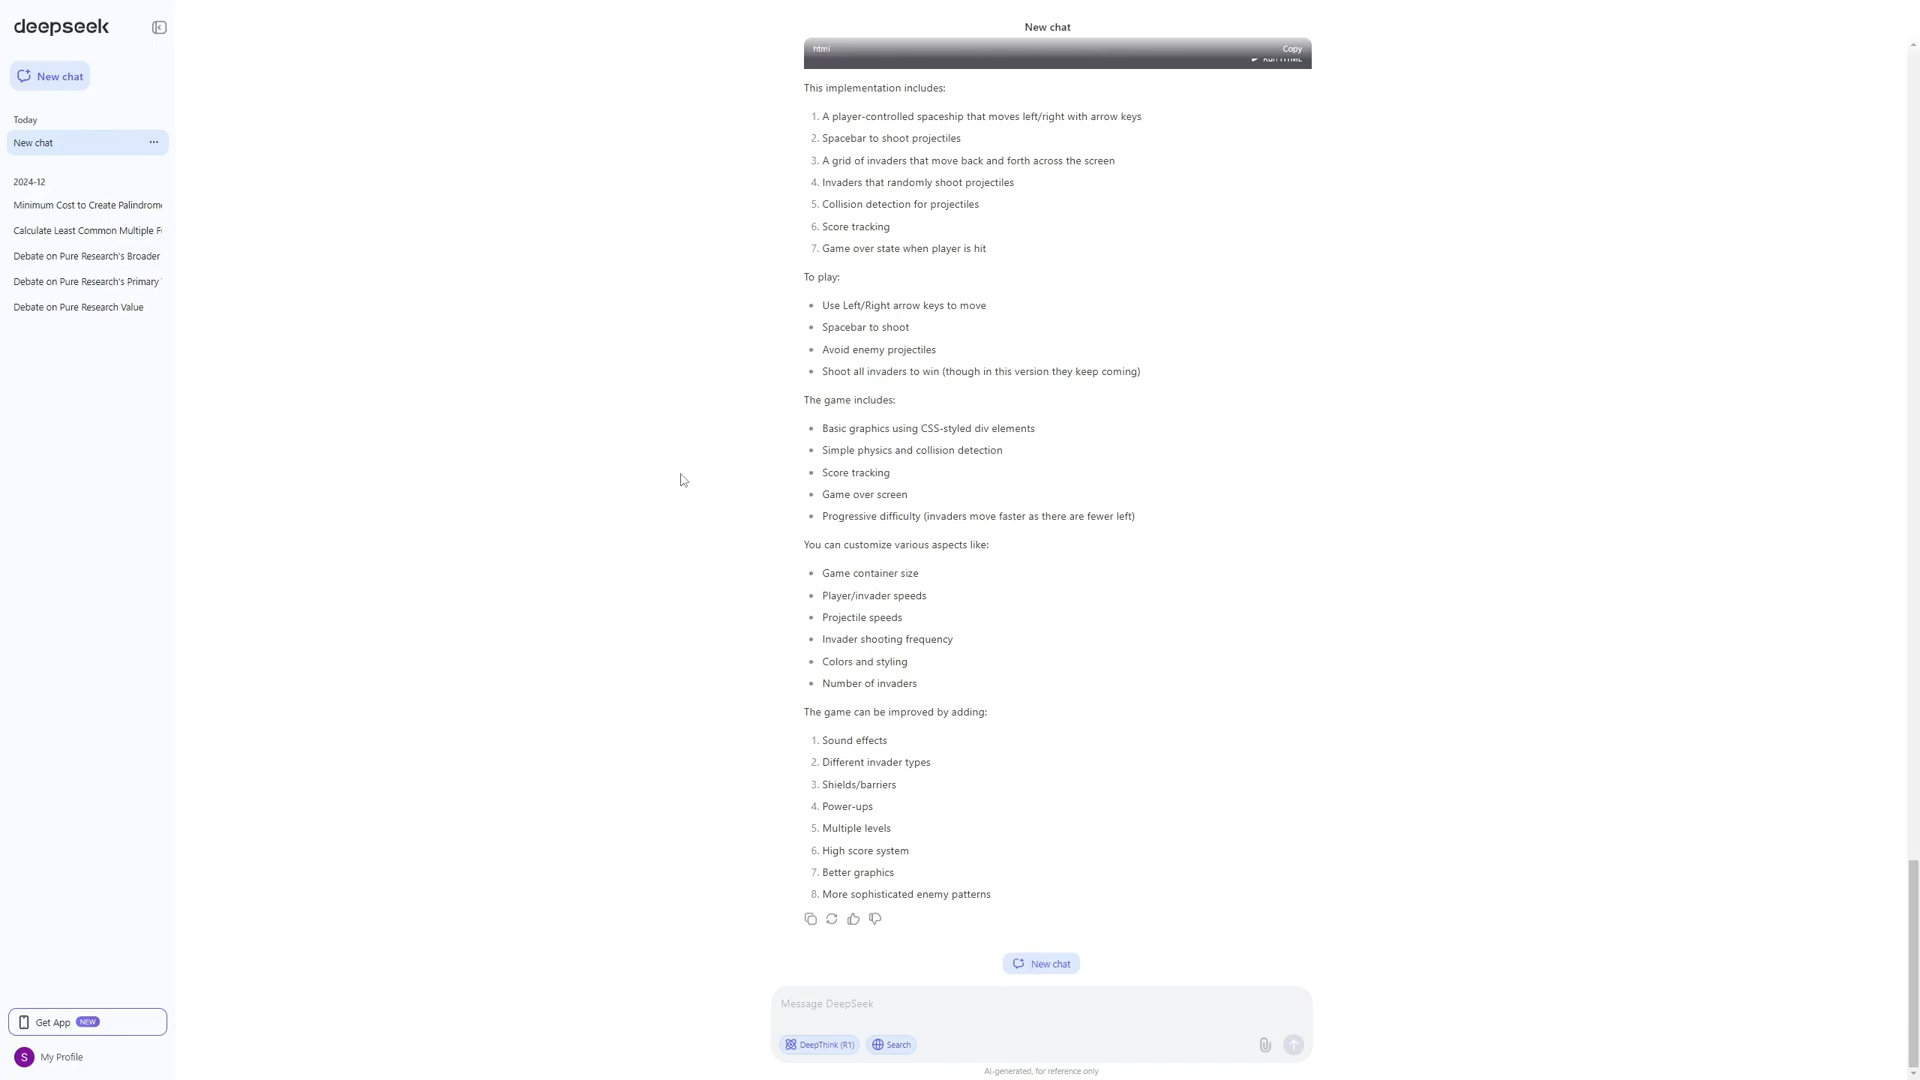 deepseek
New chat
Today
New chat
2024-12
Minimum Cost to Create Palindrome
Calculate Least Common Multiple F
Debate on Pure Research's Broader
Debate on Pure Research's Primary
Debate on Pure Research Value
Get App NEW
S My Profile
New chat
html Copy
Run HTML
This implementation includes:
1. A player-controlled spaceship that moves left/right with arrow keys
2. Spacebar to shoot projectiles
3. A grid of invaders that move back and forth across the screen
4. Invaders that randomly shoot projectiles
5. Collision detection for projectiles
6. Score tracking
7. Game over state when player is hit
To play:
• Use Left/Right arrow keys to move
• Spacebar to shoot
• Avoid enemy projectiles
• Shoot all invaders to win (though in this version they keep coming)
The game includes:
• Basic graphics using CSS-styled div elements
• Simple physics and collision detection
• Score tracking
• Game over screen
• Progressive difficulty (invaders move faster as there are fewer left)
You can customize various aspects like:
• Game container size
• Player/invader speeds
• Projectile speeds
• Invader shooting frequency
• Colors and styling
• Number of invaders
The game can be improved by adding:
1. Sound effects
2. Different invader types
3. Shields/barriers
4. Power-ups
5. Multiple levels
6. High score system
7. Better graphics
8. More sophisticated enemy patterns
New chat
Message DeepSeek
DeepThink (R1) Search
AI-generated, for reference only